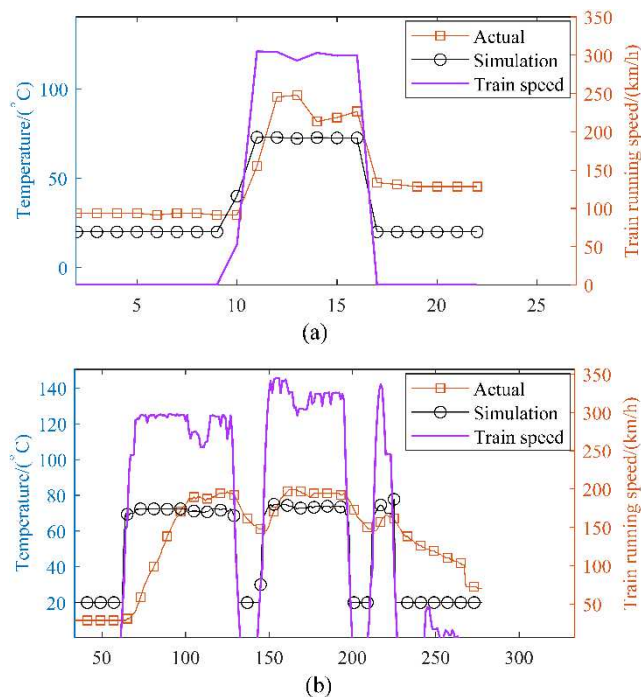 350
Actual
Simulation
Train speed
300
100
250
200
50
150
100
0
50
0
Temperature/(°C)
Train running speed/(km/h)
5 10 15 20 25
(a)
140
Actual
Simulation
Train speed
350
120
300
100
250
80
200
60
150
40
100
20
50
Temperature/(°C)
Train running speed/(km/h)
50 100 150 200 250 300
(b)